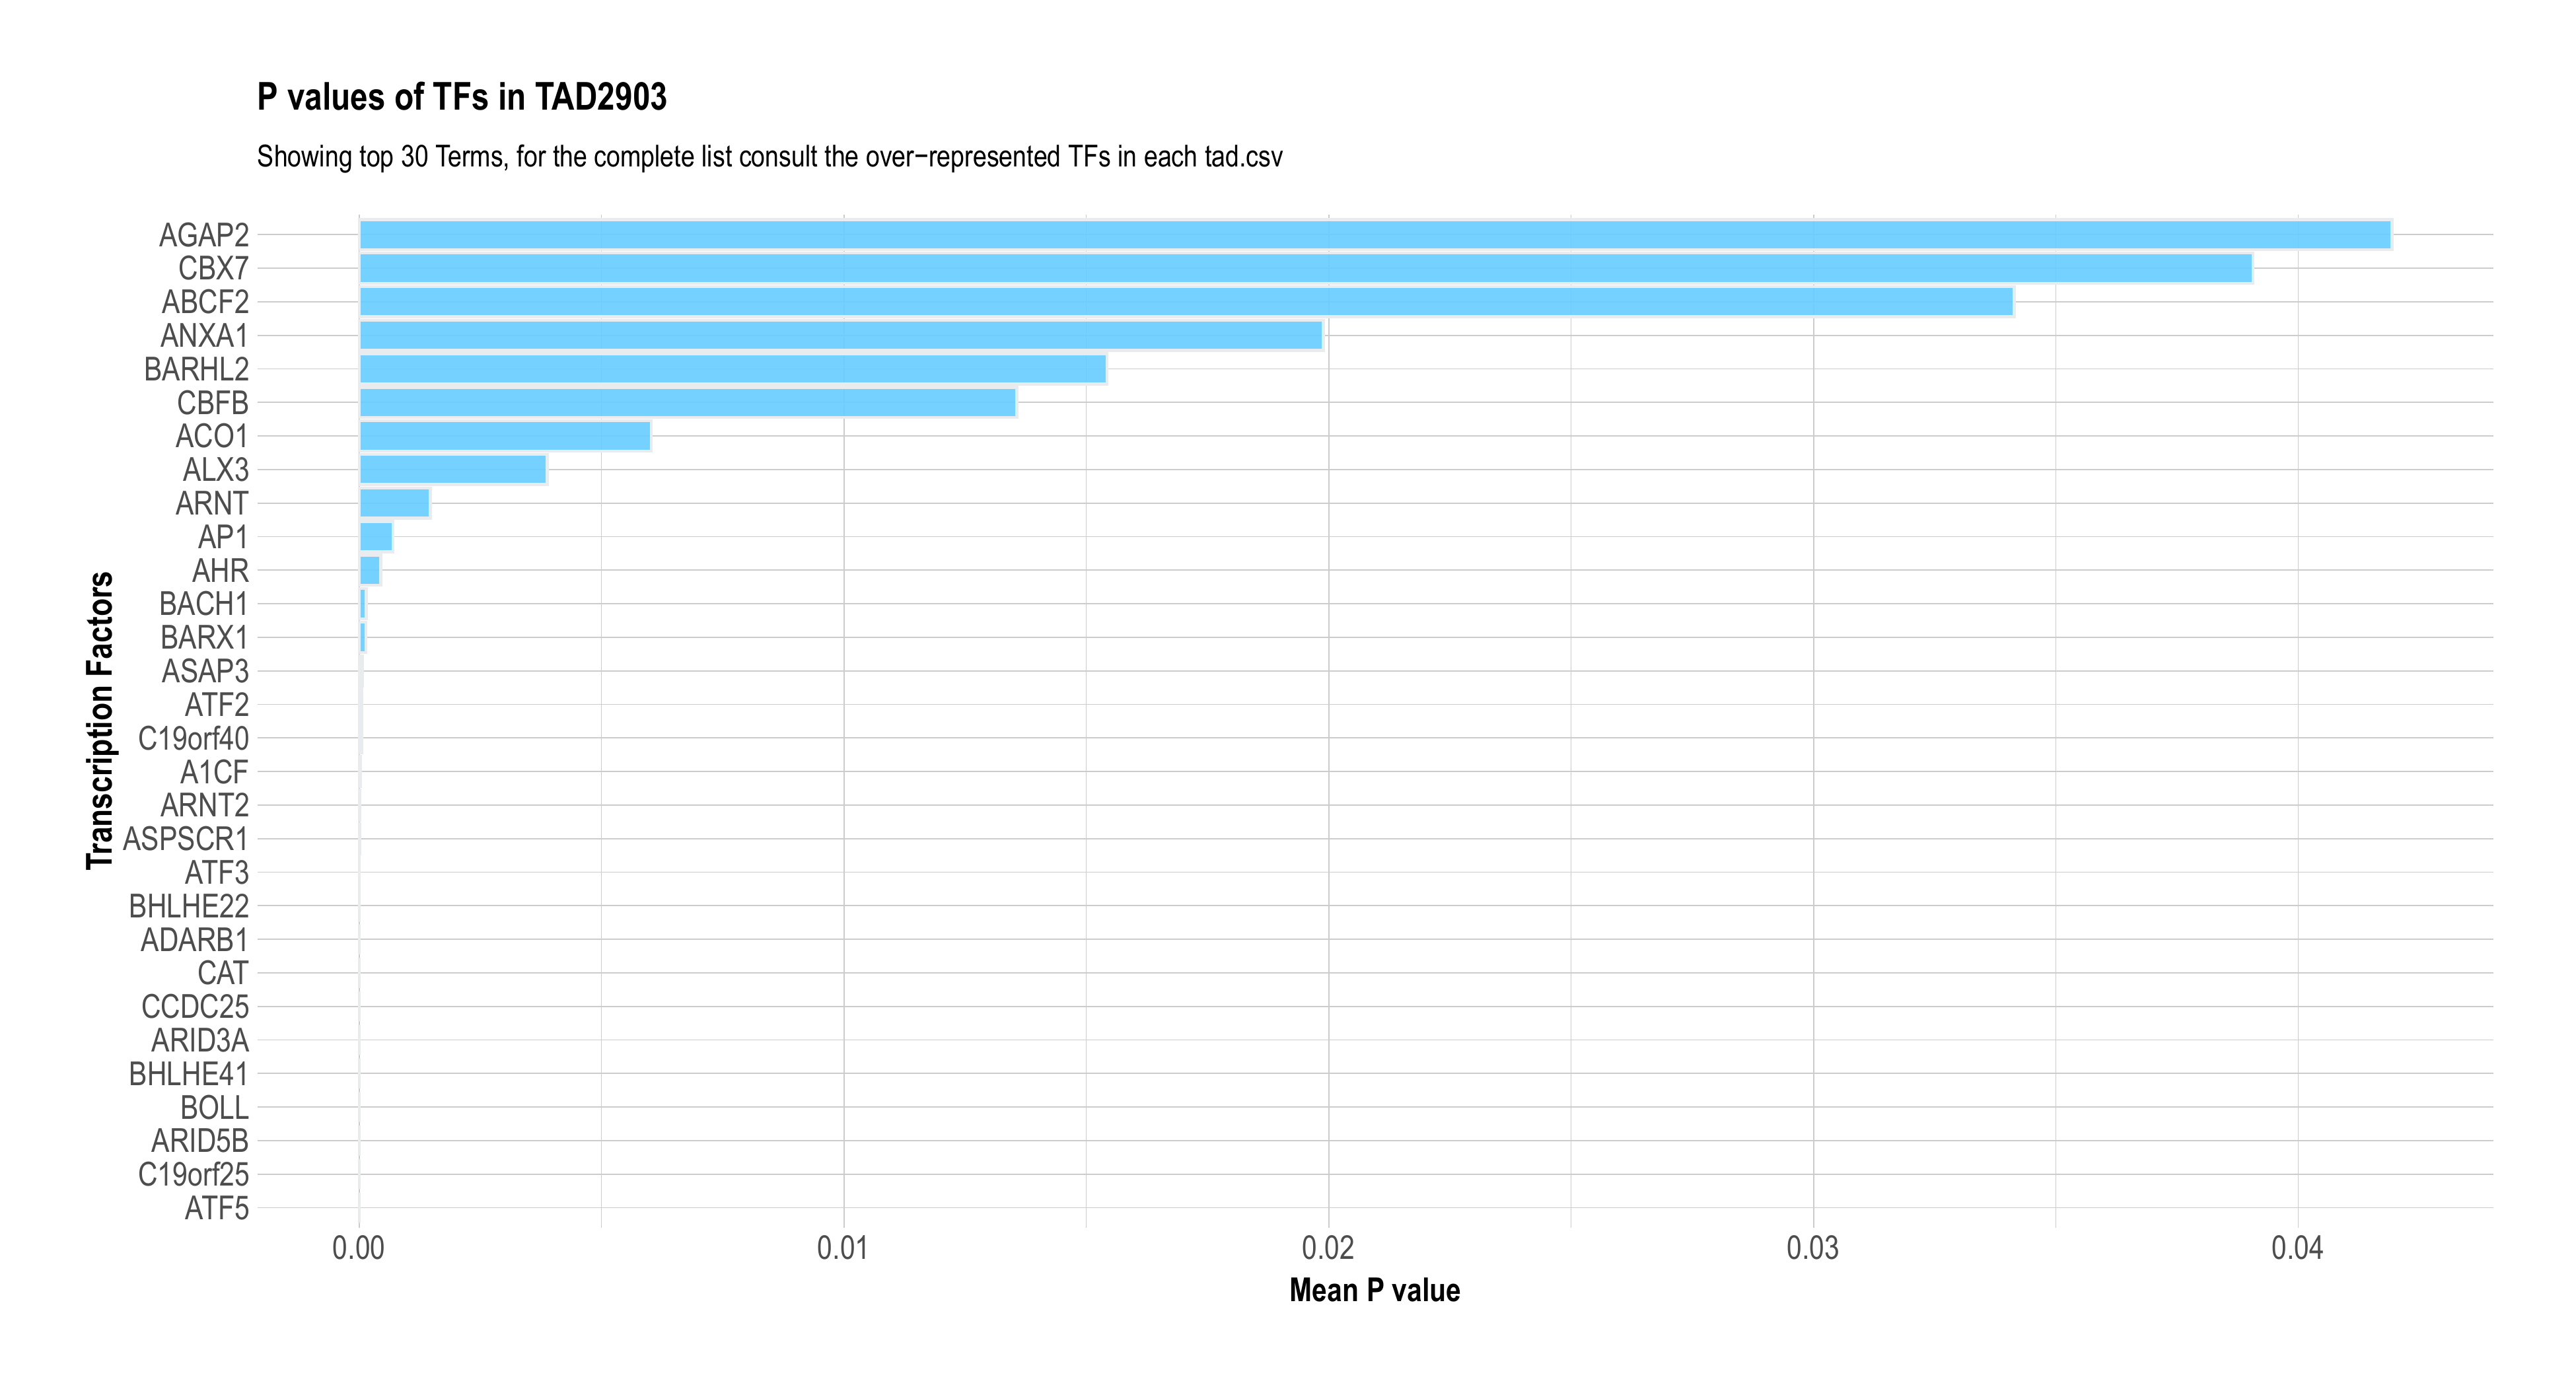 P values of TFs in TAD2903
Showing top 30 Terms, for the complete list consult the over−represented TFs in each tad.csv
Transcription Factors
AGAP2
CBX7
ABCF2
ANXA1
BARHL2
CBFB
ACO1
ALX3
ARNT
AP1
AHR
BACH1
BARX1
ASAP3
ATF2
C19orf40
A1CF
ARNT2
ASPSCR1
ATF3
BHLHE22
ADARB1
CAT
CCDC25
ARID3A
BHLHE41
BOLL
ARID5B
C19orf25
ATF5
0.00 0.01 0.02 0.03 0.04
Mean P value